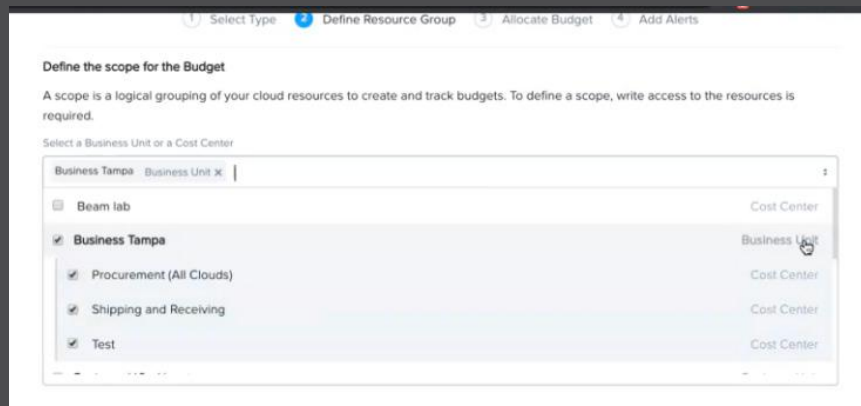 1 Select Type 2 Define Resource Group 3 Allocate Budget 4 Add Alerts
Define the scope for the Budget
A scope is a logical grouping of your cloud resources to create and track budgets. To define a scope, write access to the resources is
required.
Select a Business Unit or a Cost Center
Business Tampa Business Unit x
Beam lab Cost Center
Business Tampa Business Unit
Procurement (All Clouds) Cost Center
Shipping and Receiving Cost Center
Test Cost Center